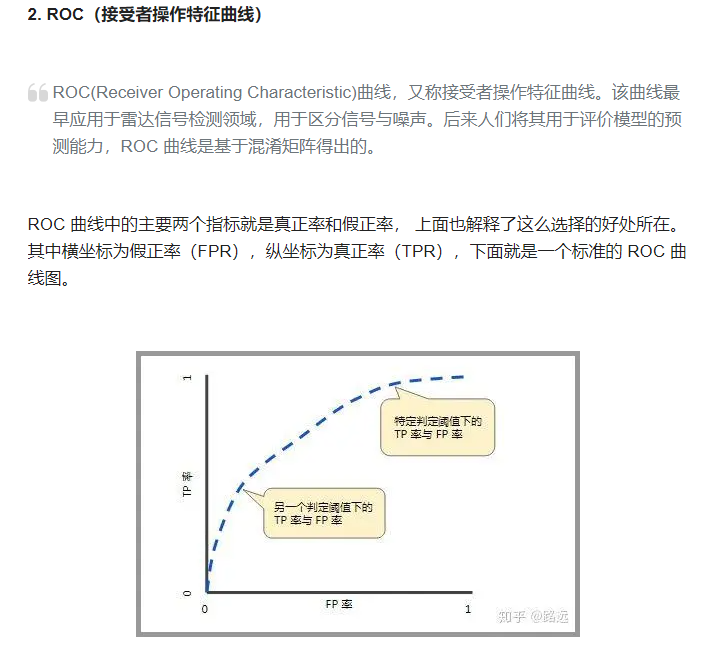 2. ROC（接受者操作特征曲线）
ROC(Receiver Operating Characteristic)曲线，又称接受者操作特征曲线。该曲线最
早应用于雷达信号检测领域，用于区分信号与噪声。后来人们将其用于评价模型的预
测能力，ROC 曲线是基于混淆矩阵得出的。
ROC 曲线中的主要两个指标就是真正率和假正率， 上面也解释了这么选择的好处所在。
其中横坐标为假正率（FPR），纵坐标为真正率（TPR），下面就是一个标准的 ROC 曲
线图。
1
特定判定阈值下的
TP 率与 FP 率
TP 率
另一个判定阈值下的
TP 率与 FP 率
0
0
FP 率
1
知乎 @路远